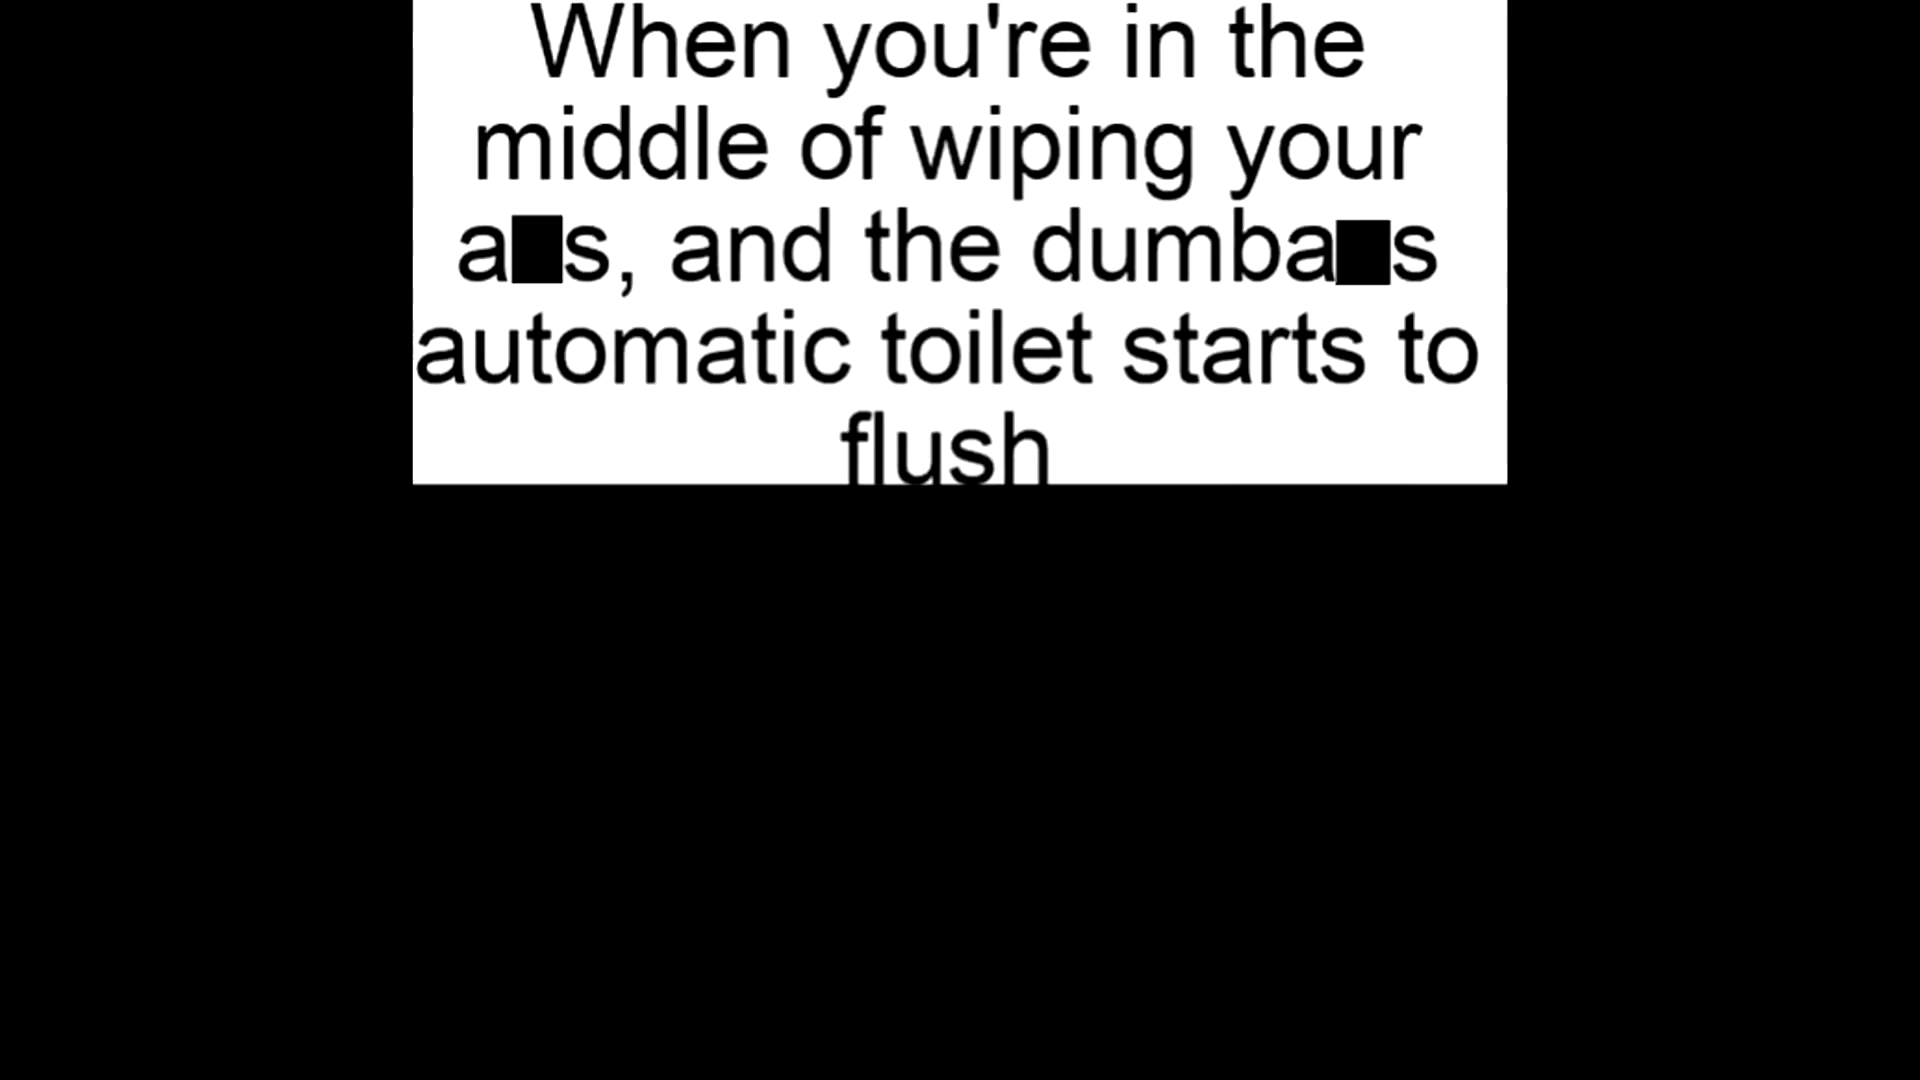 When you're in the
middle of wiping your
a■s, and the dumba■s
automatic toilet starts to
flush